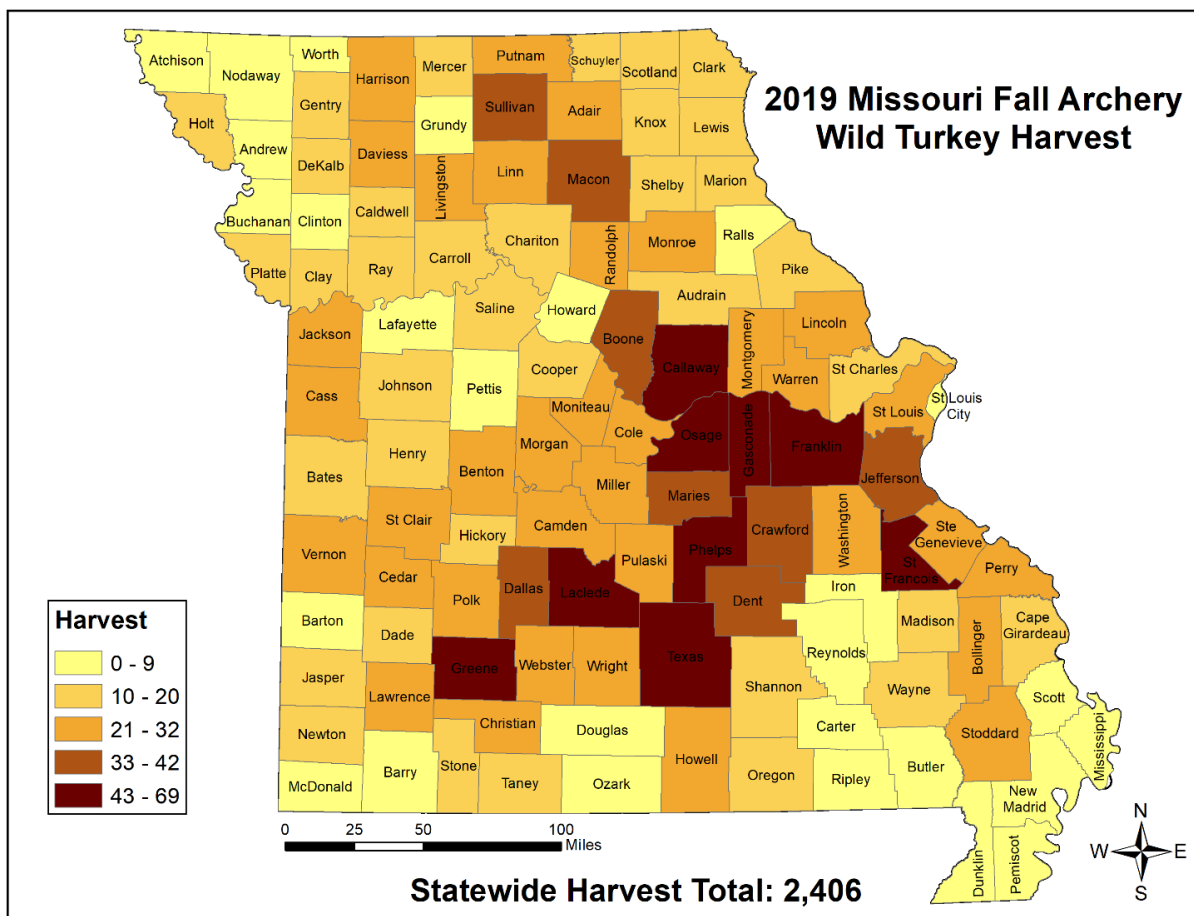 2019 Missouri Fall Archery
Wild Turkey Harvest
Atchison
Nodaway
Worth
Harrison
Mercer
Putnam
Schuyler
Scotland
Clark
Gentry
Sullivan
Adair
Knox
Lewis
Holt
Andrew
Grundy
DeKalb
Daviess
Livingston
Linn
Macon
Shelby
Marion
Buchanan
Clinton
Caldwell
Chariton
Randolph
Monroe
Ralls
Platte
Clay
Ray
Carroll
Pike
Audrain
Jackson
Lafayette
Saline
Howard
Boone
Callaway
Montgomery
Lincoln
Warren
St Charles
Cass
Johnson
Pettis
Cooper
Moniteau
Cole
Osage
Gasconade
Franklin
St Louis
St Louis
City
Bates
Henry
Benton
Morgan
Miller
Maries
Jefferson
Vernon
St Clair
Hickory
Camden
Pulaski
Phelps
Crawford
Washington
Ste
Genevieve
St
Francois
Perry
Cedar
Polk
Dallas
Laclede
Dent
Iron
Madison
Bollinger
Cape
Girardeau
Barton
Dade
Greene
Webster
Wright
Texas
Reynolds
Jasper
Lawrence
Shannon
Wayne
Scott
Mississippi
Newton
Christian
Douglas
Howell
Carter
Stoddard
McDonald
Barry
Stone
Taney
Ozark
Oregon
Ripley
Butler
New
Madrid
Dunklin
Pemiscot
Harvest
0 - 9
10 - 20
21 - 32
33 - 42
43 - 69
0 25 50 100
Miles
N
W E
S
Statewide Harvest Total: 2,406